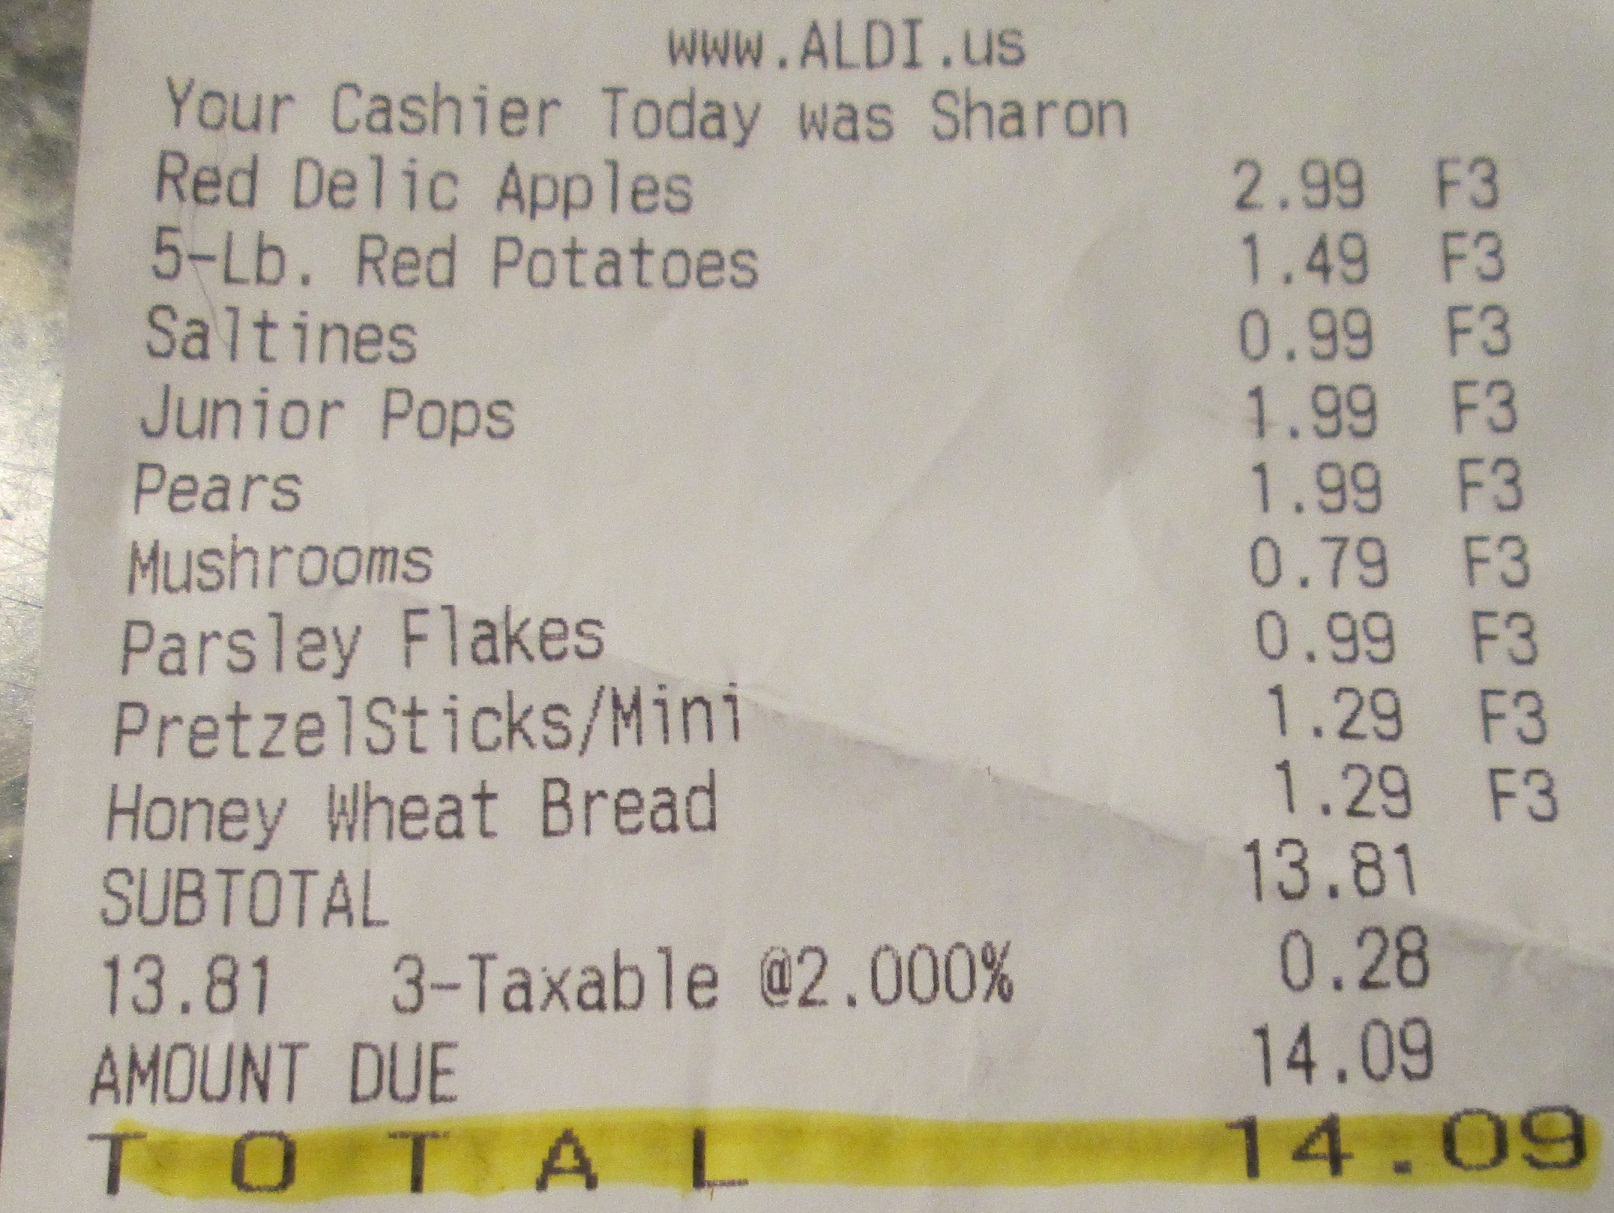 www.ALDI.us
Your Cashier Today was Sharon
Red Delic Apples 2.99 F3
5-Lb. Red Potatoes 1.49 F3
Saltines 0.99 F3
Junior Pops 1.99 F3
Pears 1.99 F3
Mushrooms 0.79 F3
Parsley Flakes 0.99 F3
PretzelSticks/Mini 1.29 F3
Honey Wheat Bread 1.29 F3
SUBTOTAL 13.81
13.81 3-Taxable @2.000% 0.28
AMOUNT DUE 14.09
T O T A L 14.09